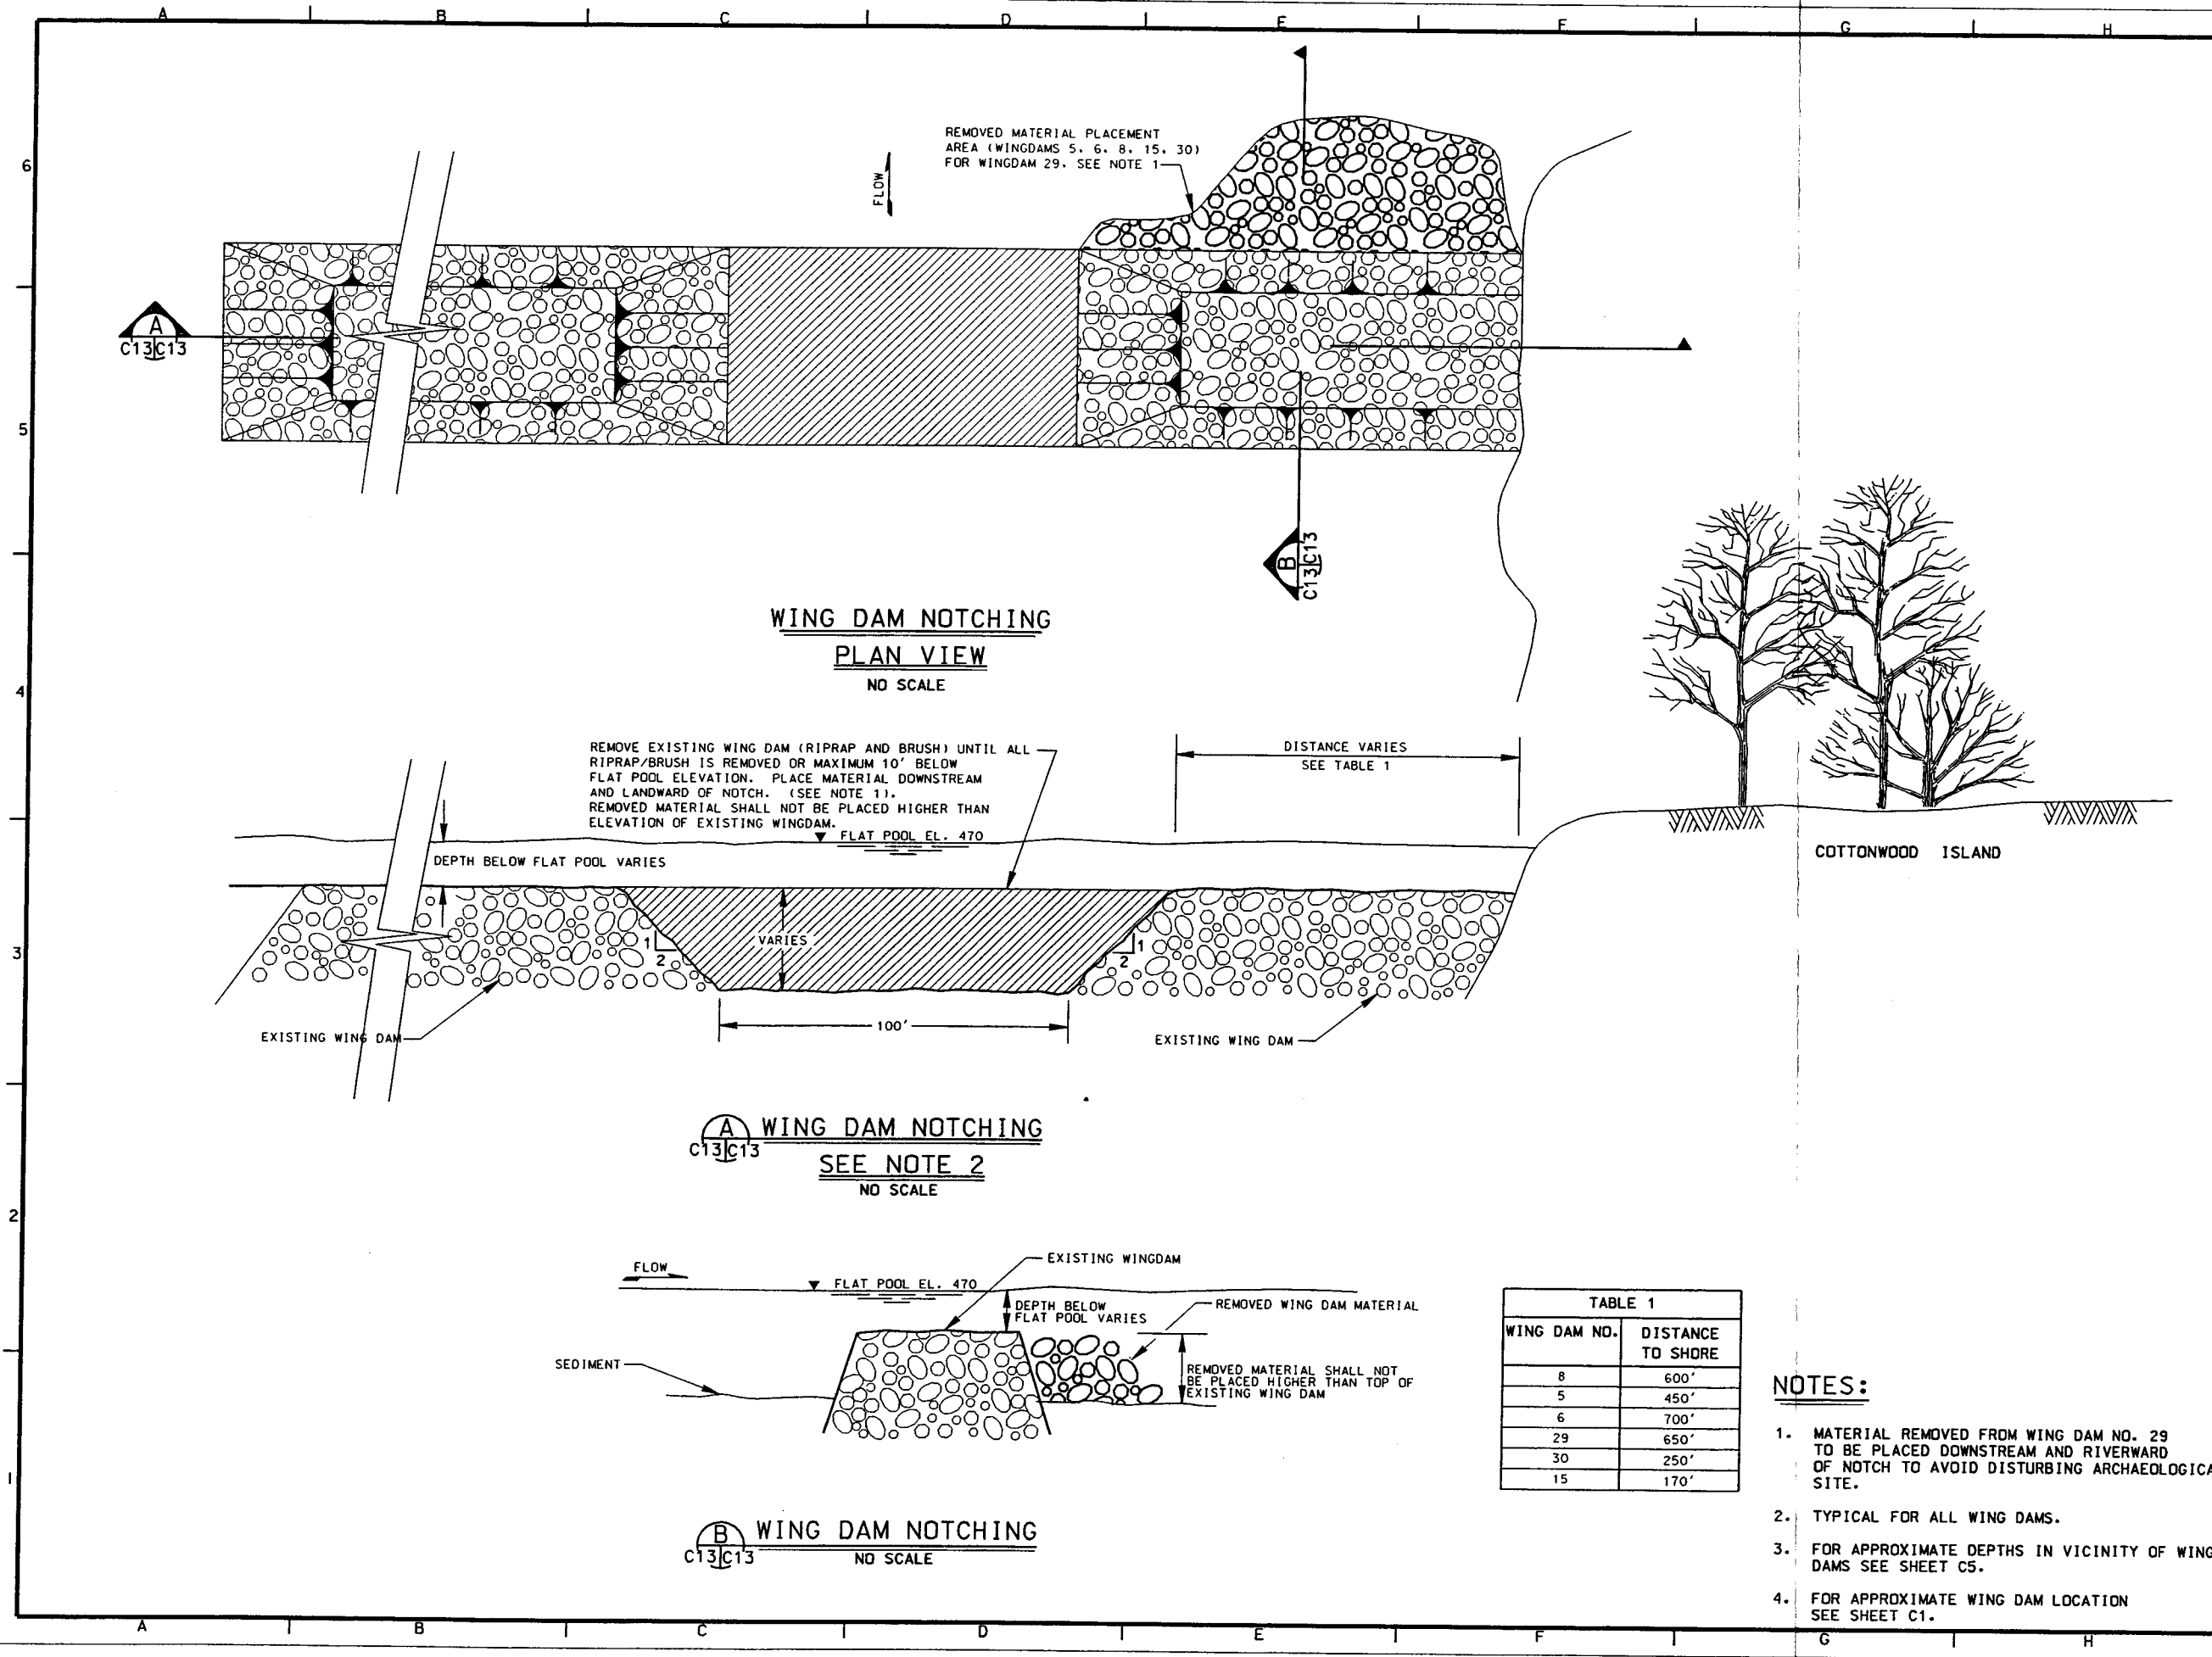 A B C D E F G H
6
5
4
3
2
1
REMOVED MATERIAL PLACEMENT
AREA (WINGDAMS 5. 6. 8. 15. 30)
FOR WINGDAM 29. SEE NOTE 1
FLOW
A
C13 C13
B
C13 C13
WING DAM NOTCHING
PLAN VIEW
NO SCALE
REMOVE EXISTING WING DAM (RIPRAP AND BRUSH) UNTIL ALL
RIPRAP/BRUSH IS REMOVED OR MAXIMUM 10' BELOW
FLAT POOL ELEVATION. PLACE MATERIAL DOWNSTREAM
AND LANDWARD OF NOTCH. (SEE NOTE 1).
REMOVED MATERIAL SHALL NOT BE PLACED HIGHER THAN
ELEVATION OF EXISTING WINGDAM.
DISTANCE VARIES
SEE TABLE 1
FLAT POOL EL. 470
DEPTH BELOW FLAT POOL VARIES
COTTONWOOD ISLAND
VARIES
1
2
1
2
100'
EXISTING WING DAM
EXISTING WING DAM
A
C13 C13
WING DAM NOTCHING
SEE NOTE 2
NO SCALE
FLOW
FLAT POOL EL. 470
EXISTING WINGDAM
DEPTH BELOW
FLAT POOL VARIES
REMOVED WING DAM MATERIAL
SEDIMENT
REMOVED MATERIAL SHALL NOT
BE PLACED HIGHER THAN TOP OF
EXISTING WING DAM
B
C13 C13
WING DAM NOTCHING
NO SCALE
TABLE 1
WING DAM NO. DISTANCE
TO SHORE
8 600'
5 450'
6 700'
29 650'
30 250'
15 170'
NOTES:
1. MATERIAL REMOVED FROM WING DAM NO. 29
TO BE PLACED DOWNSTREAM AND RIVERWARD
OF NOTCH TO AVOID DISTURBING ARCHAEOLOGICA
SITE.
2. TYPICAL FOR ALL WING DAMS.
3. FOR APPROXIMATE DEPTHS IN VICINITY OF WING
DAMS SEE SHEET C5.
4. FOR APPROXIMATE WING DAM LOCATION
SEE SHEET C1.
A B C D E F G H